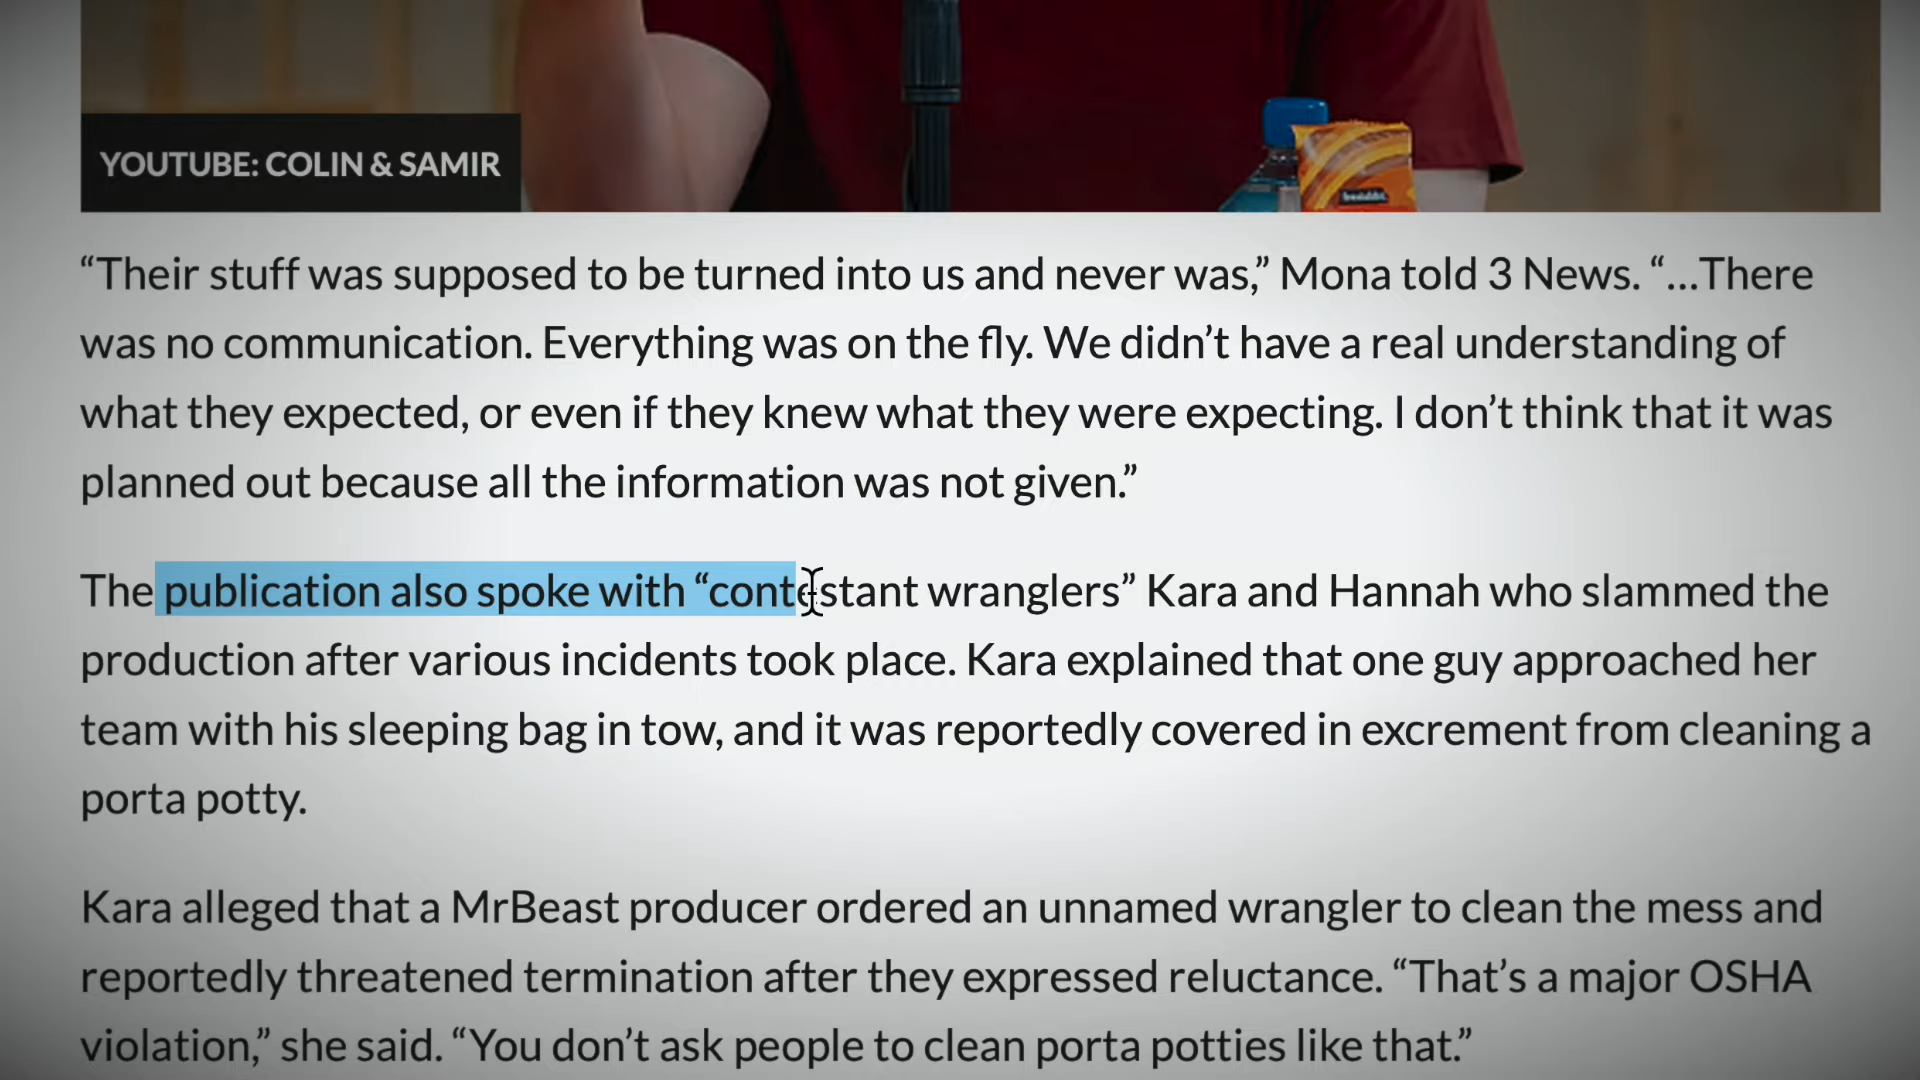 YOUTUBE: COLIN & SAMIR
“Their stuff was supposed to be turned into us and never was,” Mona told 3 News. “…There
was no communication. Everything was on the fly. We didn’t have a real understanding of
what they expected, or even if they knew what they were expecting. I don’t think that it was
planned out because all the information was not given.”
The publication also spoke with “contestant wranglers” Kara and Hannah who slammed the
production after various incidents took place. Kara explained that one guy approached her
team with his sleeping bag in tow, and it was reportedly covered in excrement from cleaning a
porta potty.
Kara alleged that a MrBeast producer ordered an unnamed wrangler to clean the mess and
reportedly threatened termination after they expressed reluctance. “That’s a major OSHA
violation,” she said. “You don’t ask people to clean porta potties like that.”